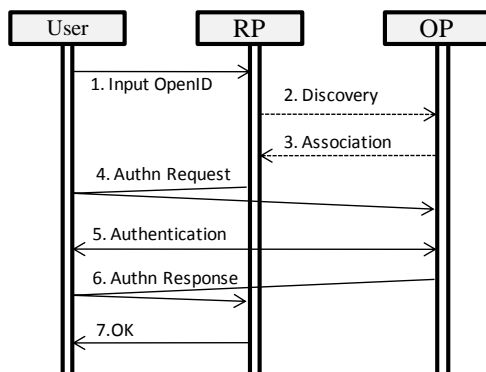 User
RP
OP
1. Input OpenID
2. Discovery
3. Association
4. Authn Request
5. Authentication
6. Authn Response
7.OK